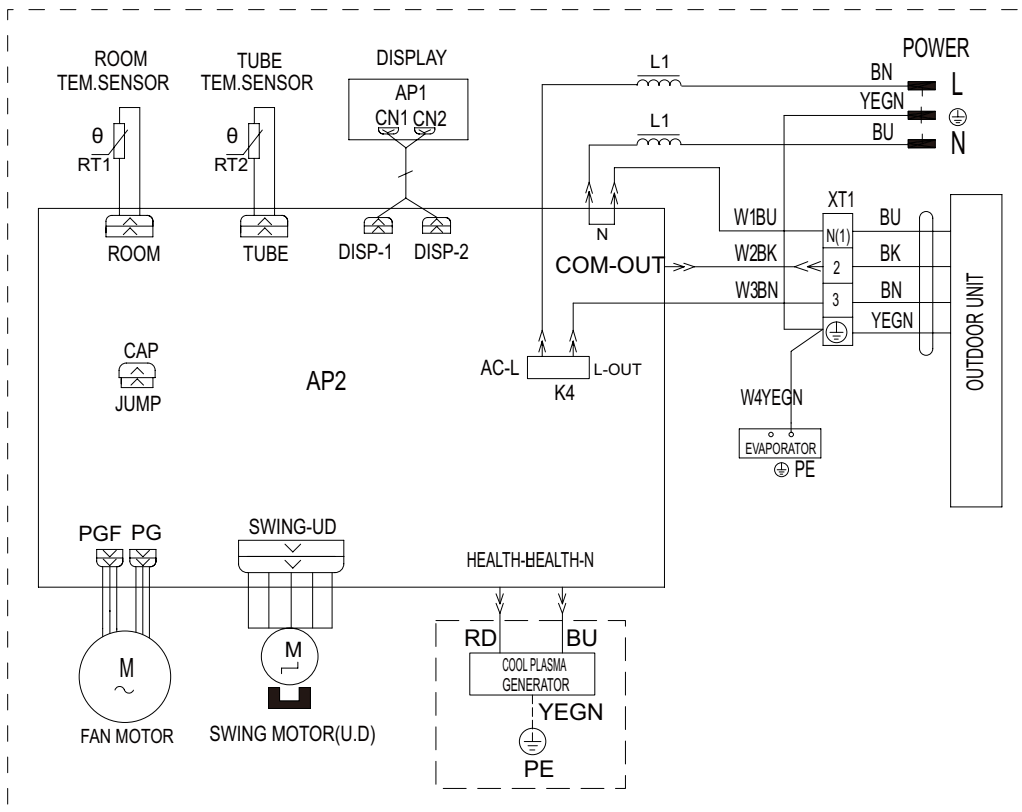 ROOM
TEM.SENSOR
TUBE
TEM.SENSOR
DISPLAY
AP1
CN1 CN2
θ
RT1
θ
RT2
L1
L1
POWER
BN
L
YEGN
BU
N
ROOM
TUBE
DISP-1
DISP-2
N
COM-OUT
W1BU
W2BK
W3BN
XT1
N(1)
2
3
BU
BK
BN
YEGN
OUTDOOR UNIT
CAP
JUMP
AP2
AC-L
L-OUT
K4
W4YEGN
EVAPORATOR
PE
PGF PG
SWING-UD
HEALTH-HEALTH-N
M
FAN MOTOR
M
SWING MOTOR(U.D)
RD
BU
COOL PLASMA
GENERATOR
YEGN
PE